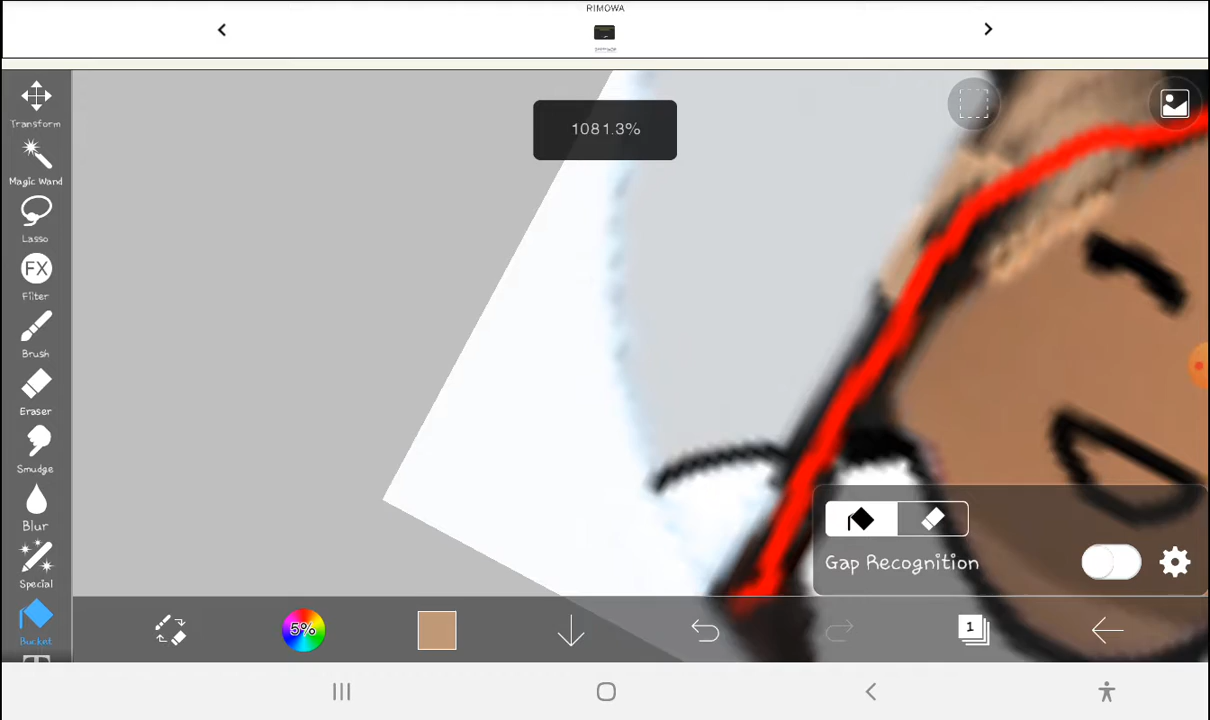 RIMOWA
1081.3%
Transform
Magic Wand
Lasso
FX
Filter
Brush
Eraser
Smudge
Blur
Special
Bucket
Gap Recognition
5%
1